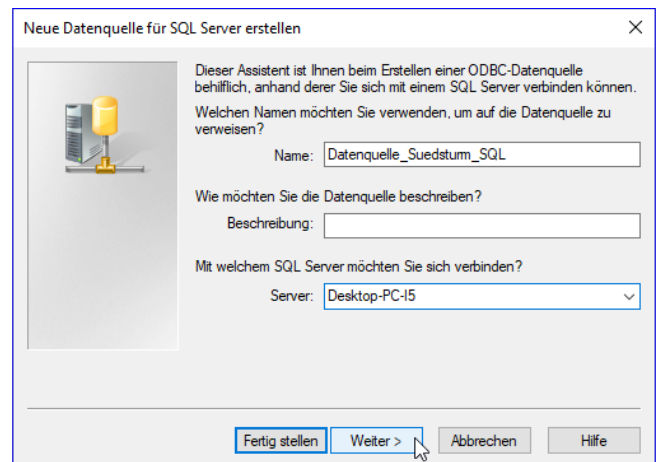 Neue Datenquelle für SQL Server erstellen
Dieser Assistent ist Ihnen beim Erstellen einer ODBC-Datenquelle
behilflich, anhand derer Sie sich mit einem SQL Server verbinden können.
Welchen Namen möchten Sie verwenden, um auf die Datenquelle zu
verweisen?
Name: Datenquelle_Suedsturm_SQL
Wie möchten Sie die Datenquelle beschreiben?
Beschreibung:
Mit welchem SQL Server möchten Sie sich verbinden?
Server: Desktop-PC-I5
Fertig stellen Weiter > Abbrechen Hilfe